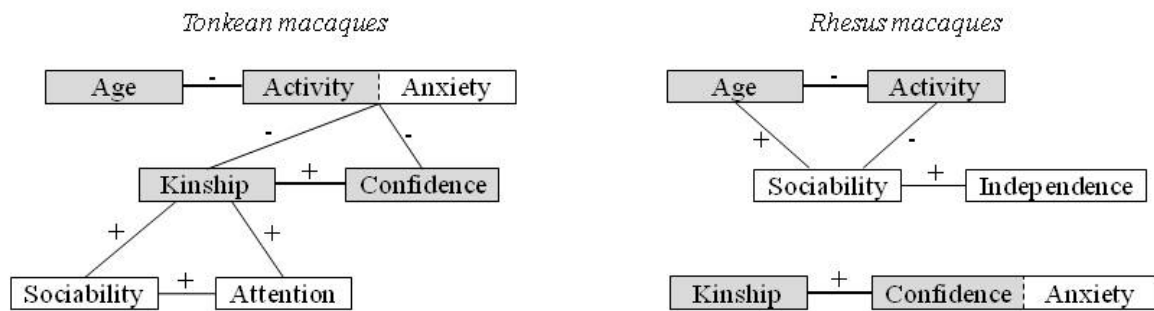 Tonkean macaques
Rhesus macaques
Age - Activity Anxiety
Age - Activity
- -
+ -
Kinship + Confidence
Sociability + Independence
+ +
Sociability + Attention
Kinship + Confidence Anxiety